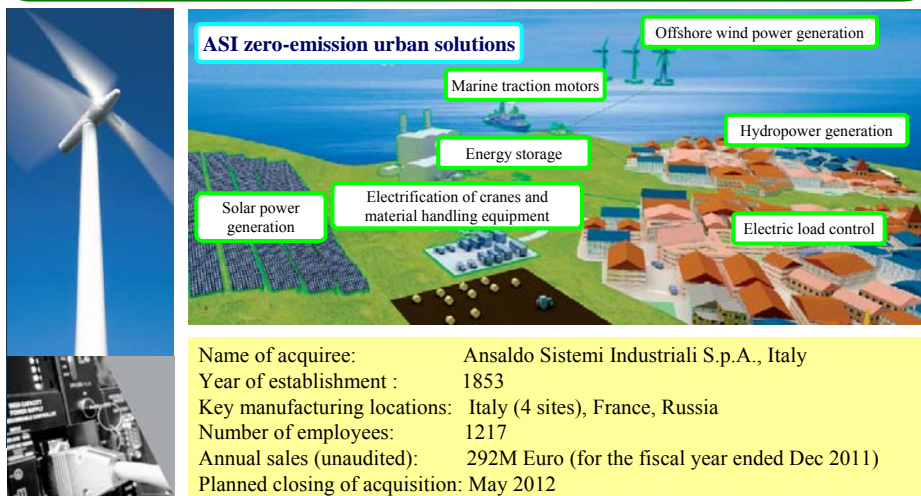 ASI zero-emission urban solutions
Offshore wind power generation
Marine traction motors
Hydropower generation
Energy storage
Electrification of cranes and
material handling equipment
Solar power
generation
Electric load control
Name of acquiree: Ansaldo Sistemi Industriali S.p.A., Italy
Year of establishment : 1853
Key manufacturing locations: Italy (4 sites), France, Russia
Number of employees: 1217
Annual sales (unaudited): 292M Euro (for the fiscal year ended Dec 2011)
Planned closing of acquisition: May 2012